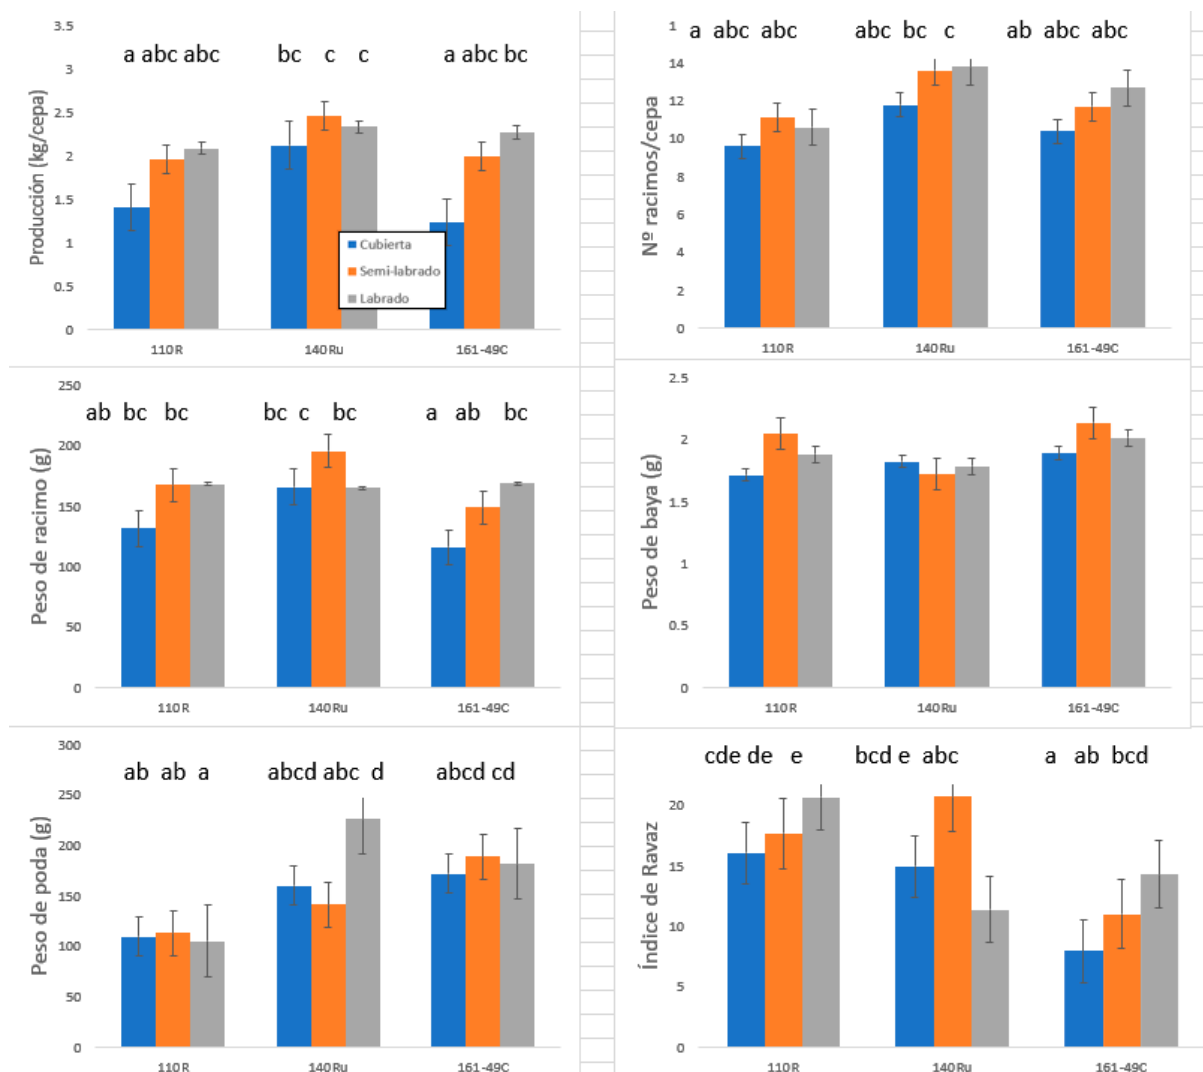 Producción (kg/cepa)
3.5
3
2.5
2
1.5
1
0.5
0
a abc abc
bc c c
a abc bc
Cubierta
Semi-labrado
Labrado
110R
140Ru
161-49C
Nº racimos/cepa
1
14
12
10
8
6
4
2
0
a abc abc
abc bc c
ab abc abc
110R
140Ru
161-49C
Peso de racimo (g)
250
200
150
100
50
0
ab bc bc
bc c bc
a ab bc
110R
140Ru
161-49C
Peso de baya (g)
2.5
2
1.5
1
0.5
0
110R
140Ru
161-49C
Peso de poda (g)
300
250
200
150
100
50
0
ab ab a
abcd abc d
abcd cd
110R
140Ru
161-49C
Índice de Ravaz
20
15
10
5
0
cde de e
bcd e abc
a ab bcd
110R
140Ru
161-49C